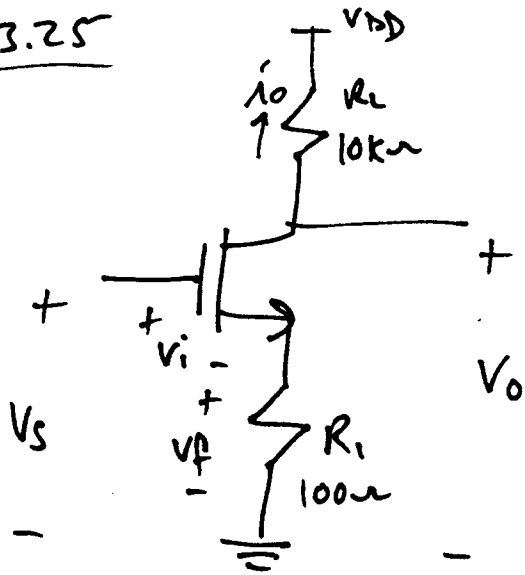 3.25
VDD
io
RL
10KΩ
+
+
+
vi
-
+
Vs
Vo
vf
R1
100Ω
-
-
-